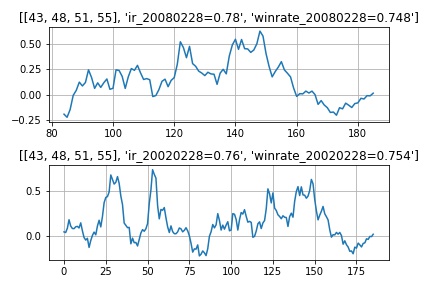 [[43, 48, 51, 55], 'ir_20080228=0.78', 'winrate_20080228=0.748']
0.50
0.25
0.00
−0.25
80 100 120 140 160 180
[[43, 48, 51, 55], 'ir_20020228=0.76', 'winrate_20020228=0.754']
0.5
0.0
0 25 50 75 100 125 150 175